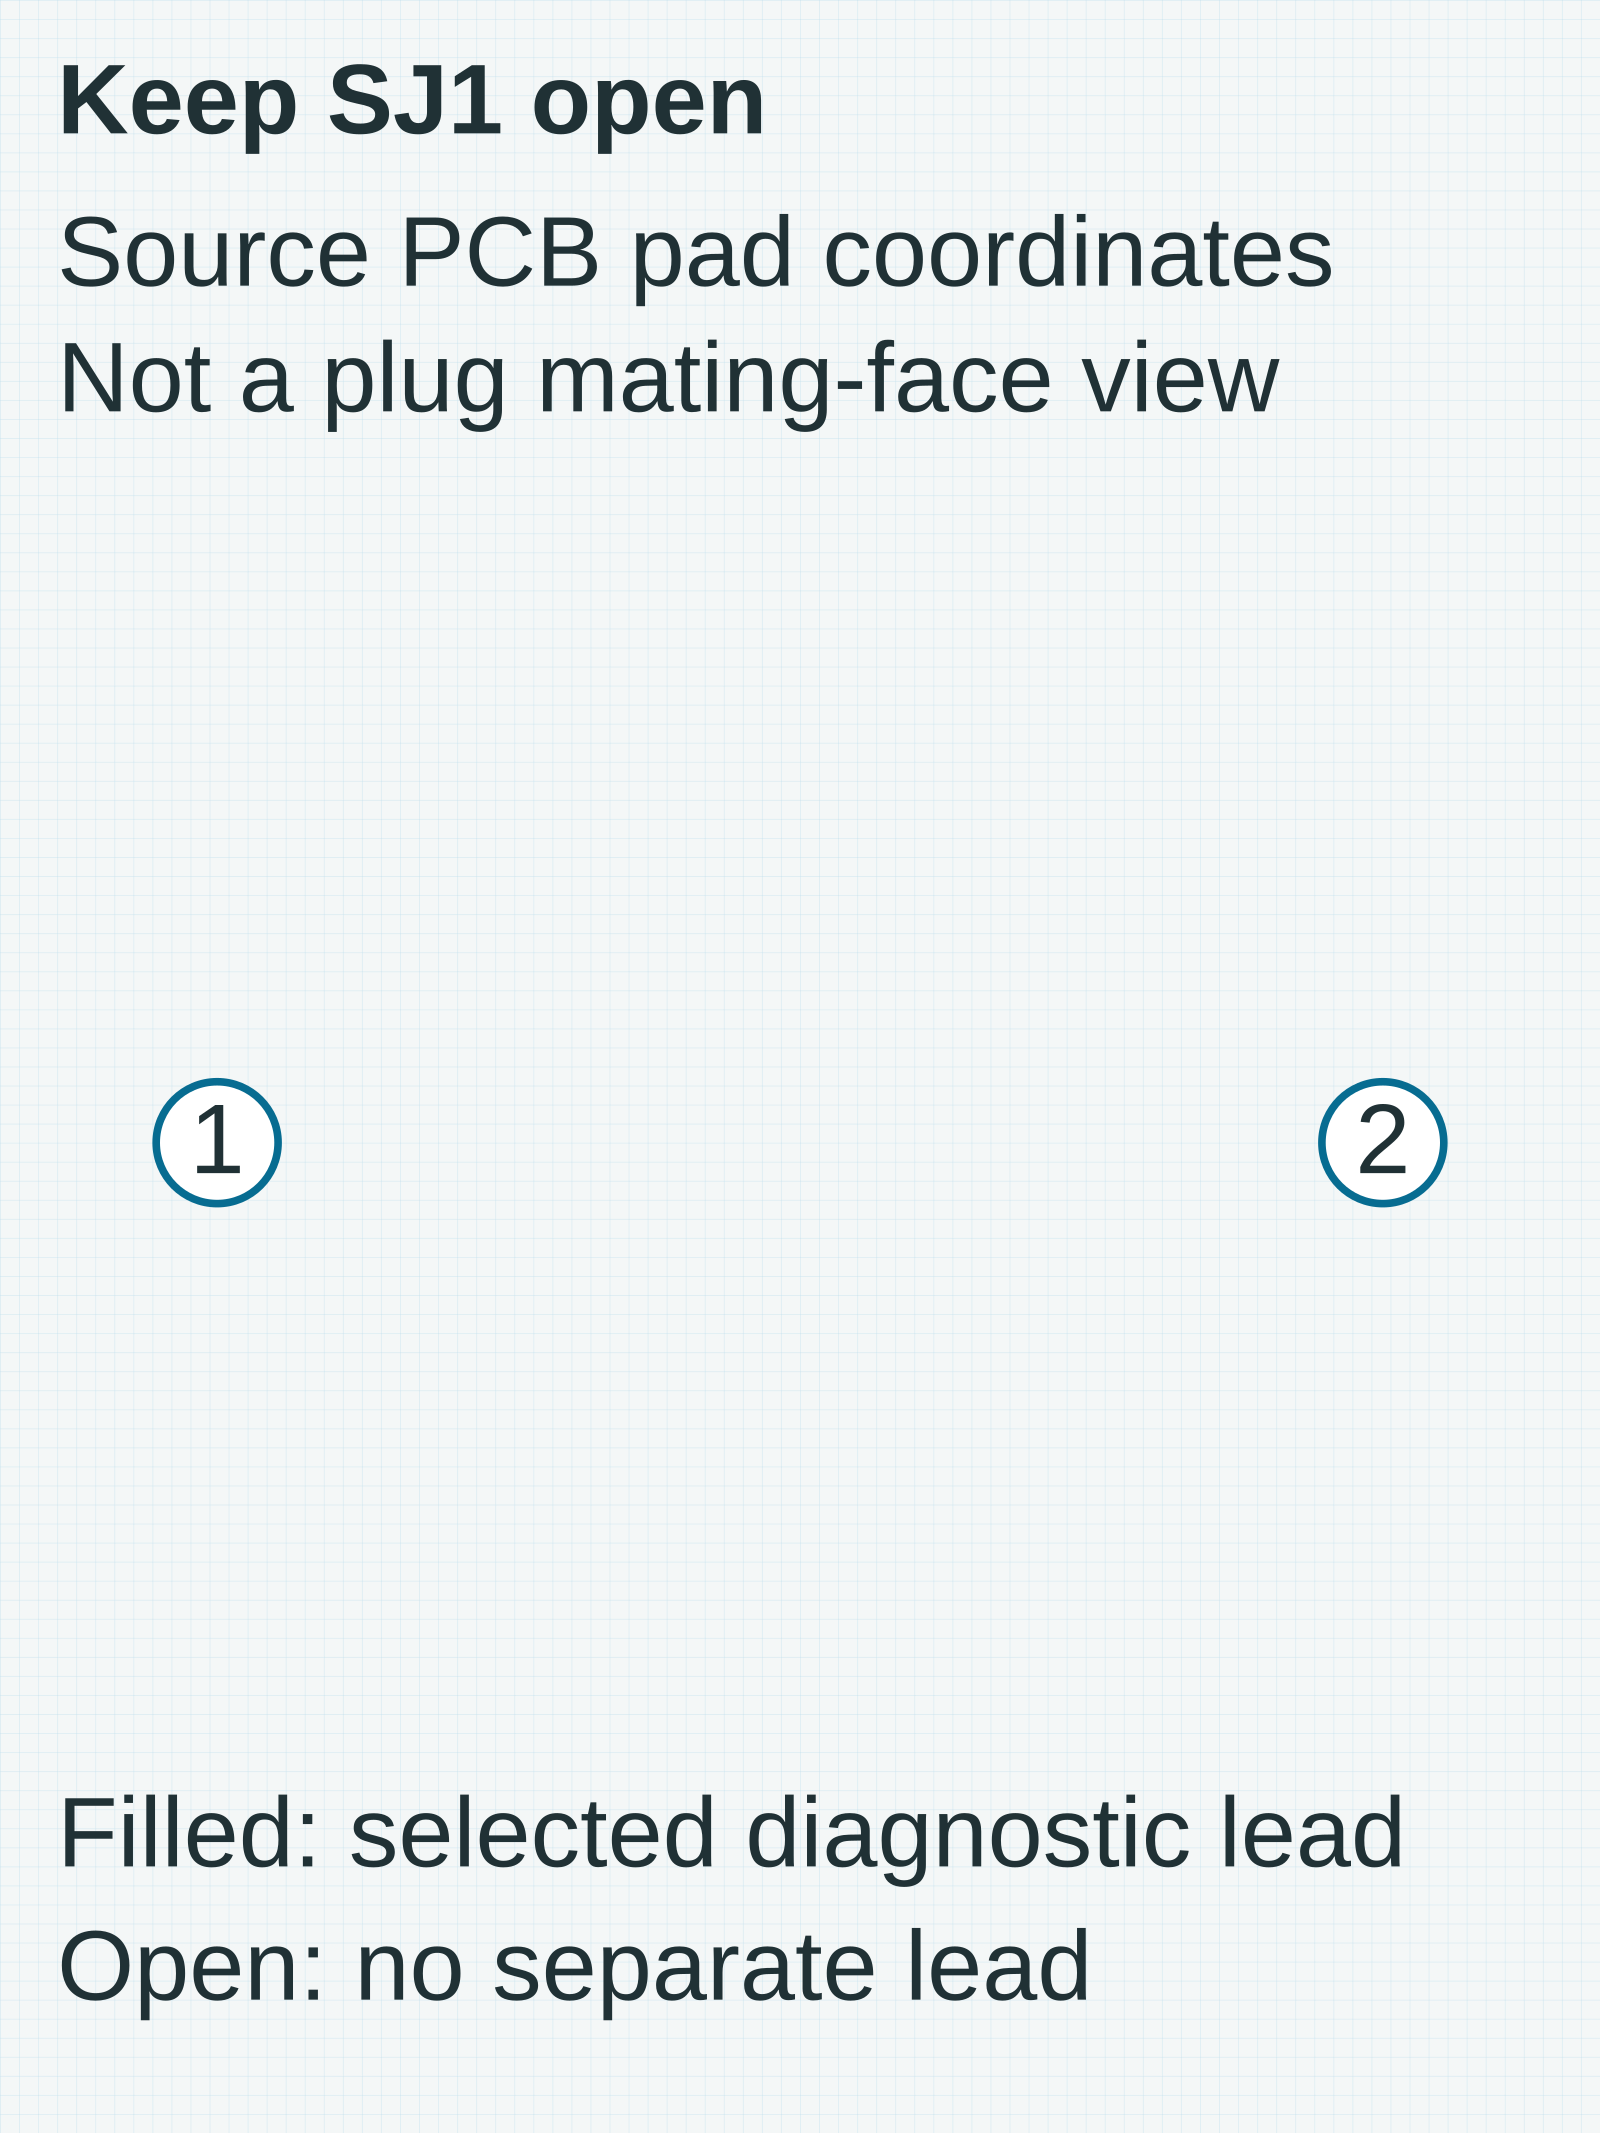 Keep SJ1 open
Source PCB pad coordinates
Not a plug mating-face view
1 2
Filled: selected diagnostic lead
Open: no separate lead